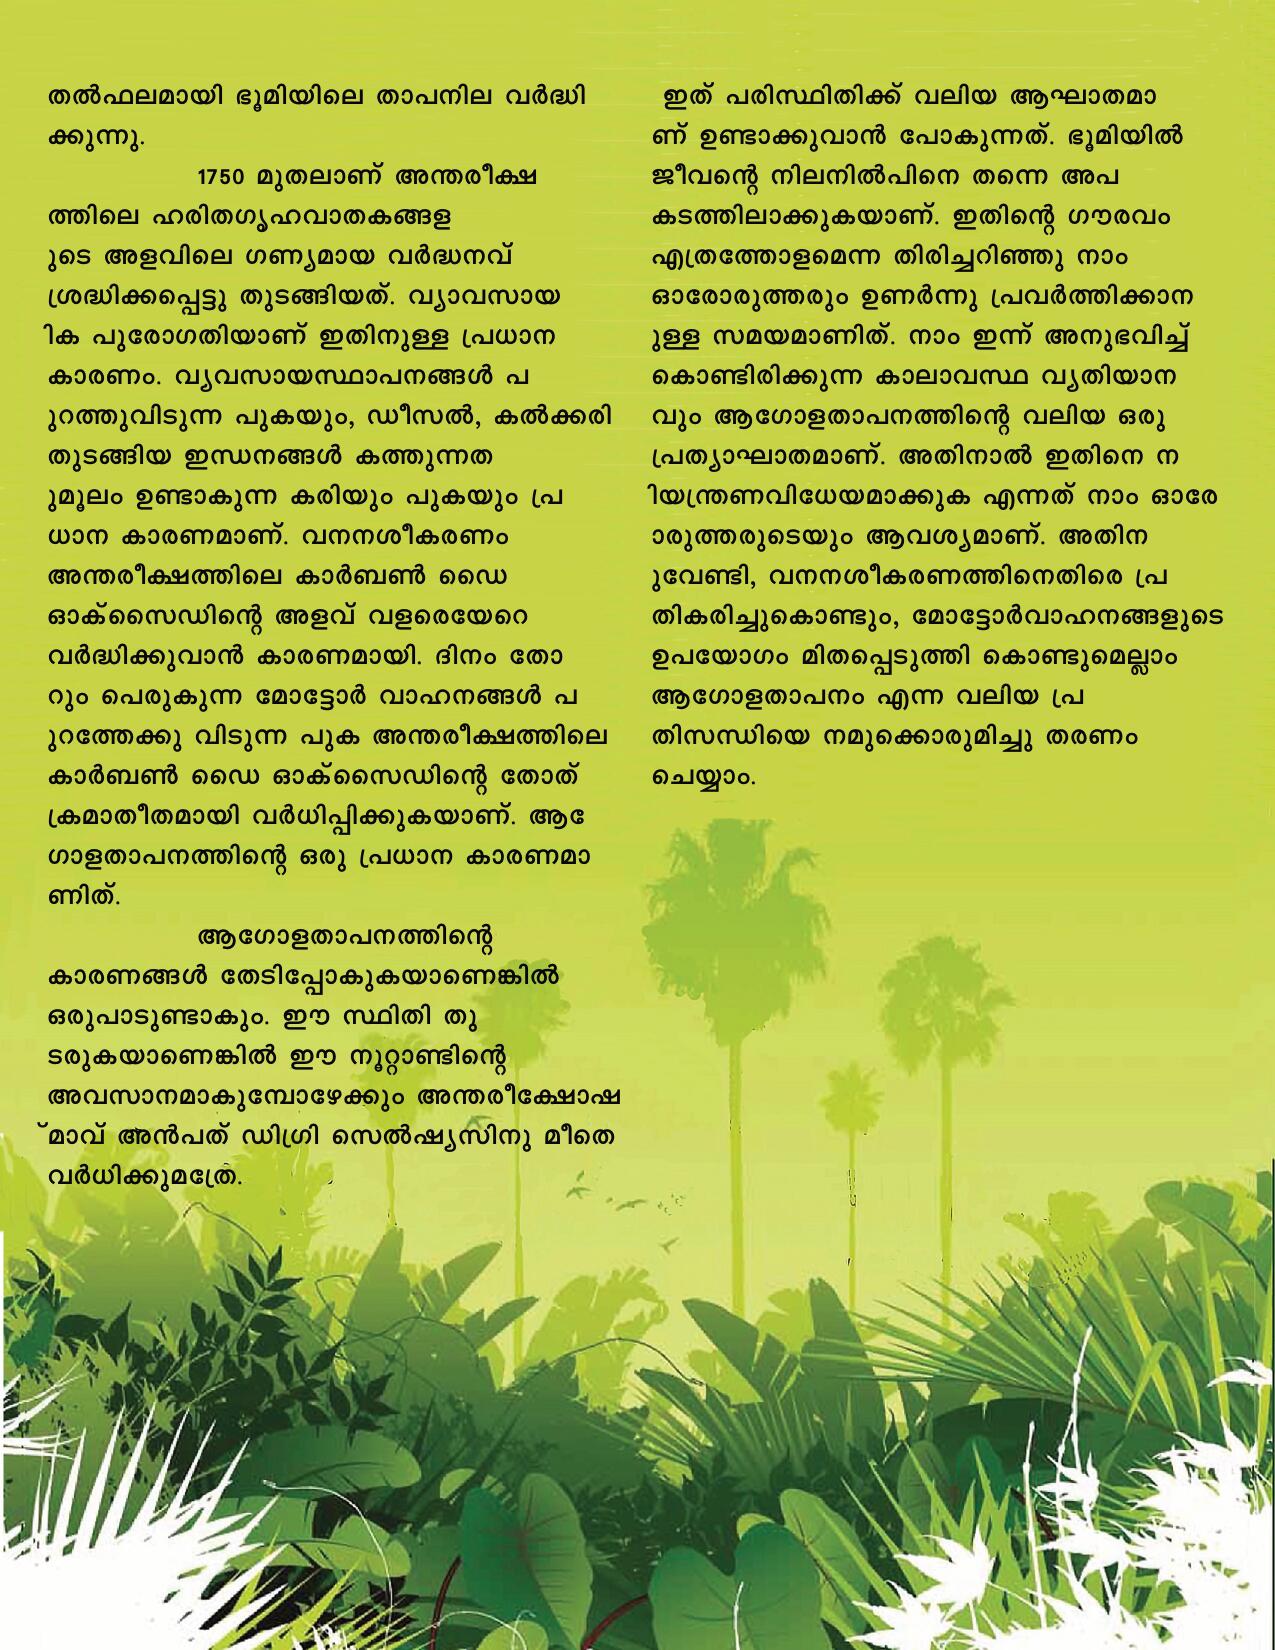 തൽഫലമായി ഭൂമിയിലെ താപനില വർദ്ധി
ക്കുന്നു.
1750 മുതലാണ് അന്തരീക്ഷ
ത്തിലെ ഹരിതഗൃഹവാതകങ്ങള
ുടെ അളവിലെ ഗണ്യമായ വർദ്ധനവ്
ശ്രദ്ധിക്കപ്പെട്ടു തുടങ്ങിയത്. വ്യാവസായ
ിക പുരോഗതിയാണ് ഇതിനുള്ള പ്രധാന
കാരണം. വ്യവസായസ്ഥാപനങ്ങൾ പ
ുറത്തുവിടുന്ന പുകയും, ഡീസൽ, കൽക്കരി
തുടങ്ങിയ ഇന്ധനങ്ങൾ കത്തുന്നത
ുമൂലം ഉണ്ടാകുന്ന കരിയും പുകയും പ്ര
ധാന കാരണമാണ്. വനനശീകരണം
അന്തരീക്ഷത്തിലെ കാർബൺ ഡൈ
ഓക്സൈഡിന്റെ അളവ് വളരെയേറെ
വർദ്ധിക്കുവാൻ കാരണമായി. ദിനം തോ
റും പെരുകുന്ന മോട്ടോർ വാഹനങ്ങൾ പ
ുറത്തേക്കു വിടുന്ന പുക അന്തരീക്ഷത്തിലെ
കാർബൺ ഡൈ ഓക്സൈഡിന്റെ തോത്
ക്രമാതീതമായി വർധിപ്പിക്കുകയാണ്. ആേ
ഗാളതാപനത്തിന്റെ ഒരു പ്രധാന കാരണമാ
ണിത്.
ആഗോളതാപനത്തിന്റെ
കാരണങ്ങൾ തേടിപ്പോകുകയാണെങ്കിൽ
ഒരുപാടുണ്ടാകും. ഈ സ്ഥിതി തു
ടരുകയാണെങ്കിൽ ഈ നൂറ്റാണ്ടിന്റെ
അവസാനമാകുമ്പോഴേക്കും അന്തരീക്ഷോഷ
്മാവ് അൻപത് ഡിഗ്രി സെൽഷ്യസിനു മീതെ
വർധിക്കുമത്രേ.
ഇത് പരിസ്ഥിതിക്ക് വലിയ ആഘാതമാ
ണ് ഉണ്ടാക്കുവാൻ പോകുന്നത്. ഭൂമിയിൽ
ജീവന്റെ നിലനിൽപിനെ തന്നെ അപ
കടത്തിലാക്കുകയാണ്. ഇതിന്റെ ഗൗരവം
എത്രത്തോളമെന്ന തിരിച്ചറിഞ്ഞു നാം
ഓരോരുത്തരും ഉണർന്നു പ്രവർത്തിക്കാന
ുള്ള സമയമാണിത്. നാം ഇന്ന് അനുഭവിച്ച്
കൊണ്ടിരിക്കുന്ന കാലാവസ്ഥ വ്യതിയാന
വും ആഗോളതാപനത്തിന്റെ വലിയ ഒരു
പ്രത്യാഘാതമാണ്. അതിനാൽ ഇതിനെ ന
ിയന്ത്രണവിധേയമാക്കുക എന്നത് നാം ഓരേ
ാരുത്തരുടെയും ആവശ്യമാണ്. അതിന
ുവേണ്ടി, വനനശീകരണത്തിനെതിരെ പ്ര
തികരിച്ചുകൊണ്ടും, മോട്ടോർവാഹനങ്ങളുടെ
ഉപയോഗം മിതപ്പെടുത്തി കൊണ്ടുമെല്ലാം
ആഗോളതാപനം എന്ന വലിയ പ്ര
തിസന്ധിയെ നമുക്കൊരുമിച്ചു തരണം
ചെയ്യാം.